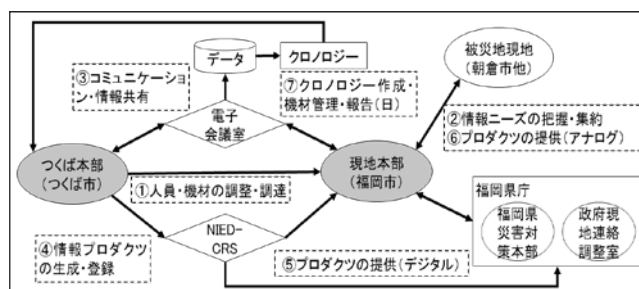 データ
クロノロジー
被災地現地
(朝倉市他)
③コミュニケーショ
ン・情報共有
⑦クロノロジー作成・
機材管理・報告(日)
電子
会議室
②情報ニーズの把握・集約
⑥プロダクツの提供(アナログ)
つくば本部
(つくば市)
現地本部
(福岡市)
①人員・機材の調整・調達
福岡県庁
福岡県
災害対
策本部
政府現
地連絡
調整室
NIED-
CRS
④情報プロダクツ
の生成・登録
⑤プロダクツの提供(デジタル)